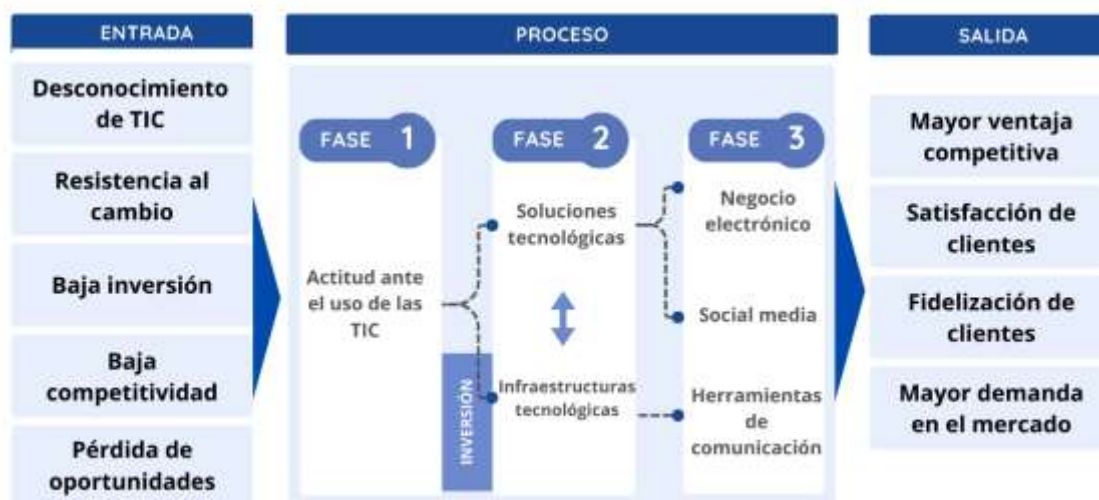 ENTRADA
Desconocimiento
de TIC
Resistencia al
cambio
Baja inversión
Baja
competitividad
Pérdida de
oportunidades
PROCESO
FASE 1
Actitud ante
el uso de las
TIC
INVERSIÓN
FASE 2
Soluciones
tecnológicas
Infraestructuras
tecnológicas
FASE 3
Negocio
electrónico
Social media
Herramientas
de
comunicación
SALIDA
Mayor ventaja
competitiva
Satisfacción de
clientes
Fidelización de
clientes
Mayor demanda
en el mercado